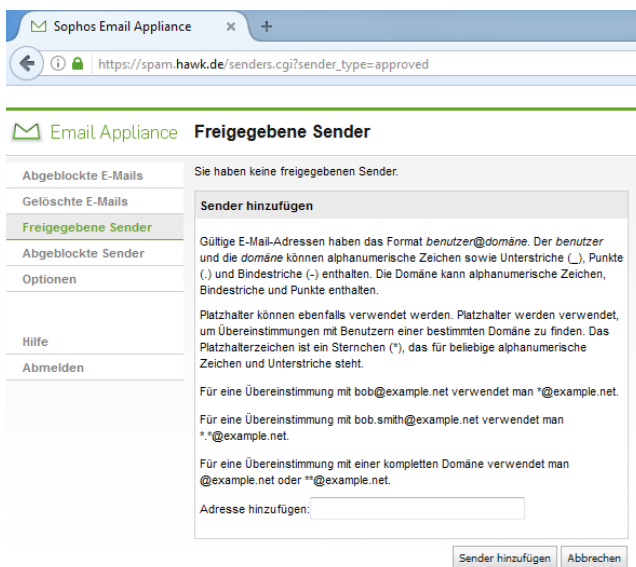 Sophos Email Appliance
https://spam.hawk.de/senders.cgi?sender_type=approved
Email Appliance
Freigegebene Sender
Abgeblockte E-Mails
Gelöschte E-Mails
Freigegebene Sender
Abgeblockte Sender
Optionen
Hilfe
Abmelden
Sie haben keine freigegebenen Sender.
Sender hinzufügen
Gültige E-Mail-Adressen haben das Format benutzer@domäne. Der benutzer
und die domäne können alphanumerische Zeichen sowie Unterstriche (_), Punkte
(.) und Bindestriche (-) enthalten. Die Domäne kann alphanumerische Zeichen,
Bindestriche und Punkte enthalten.
Platzhalter können ebenfalls verwendet werden. Platzhalter werden verwendet,
um Übereinstimmungen mit Benutzern einer bestimmten Domäne zu finden. Das
Platzhalterzeichen ist ein Sternchen (*), das für beliebige alphanumerische
Zeichen und Unterstriche steht.
Für eine Übereinstimmung mit bob@example.net verwendet man *@example.net.
Für eine Übereinstimmung mit bob.smith@example.net verwendet man
*.*@example.net.
Für eine Übereinstimmung mit einer kompletten Domäne verwendet man
@example.net oder **@example.net.
Adresse hinzufügen:
Sender hinzufügen
Abbrechen